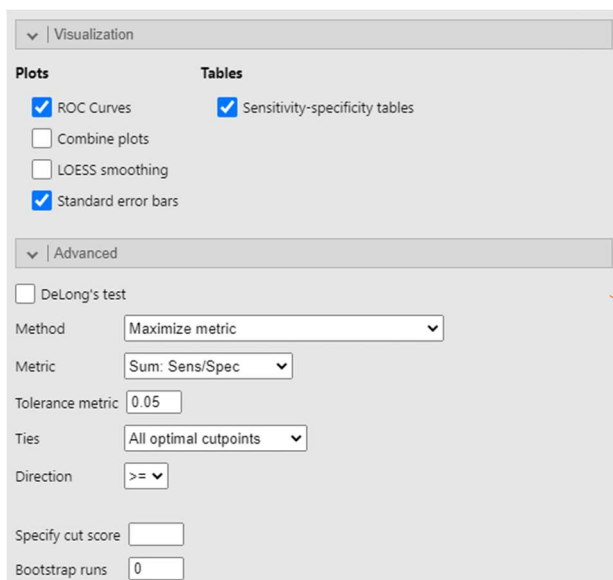 Visualization
Plots Tables
ROC Curves Sensitivity-specificity tables
Combine plots
LOESS smoothing
Standard error bars
Advanced
DeLong's test
Method Maximize metric
Metric Sum: Sens/Spec
Tolerance metric 0.05
Ties All optimal cutpoints
Direction >=
Specify cut score
Bootstrap runs 0